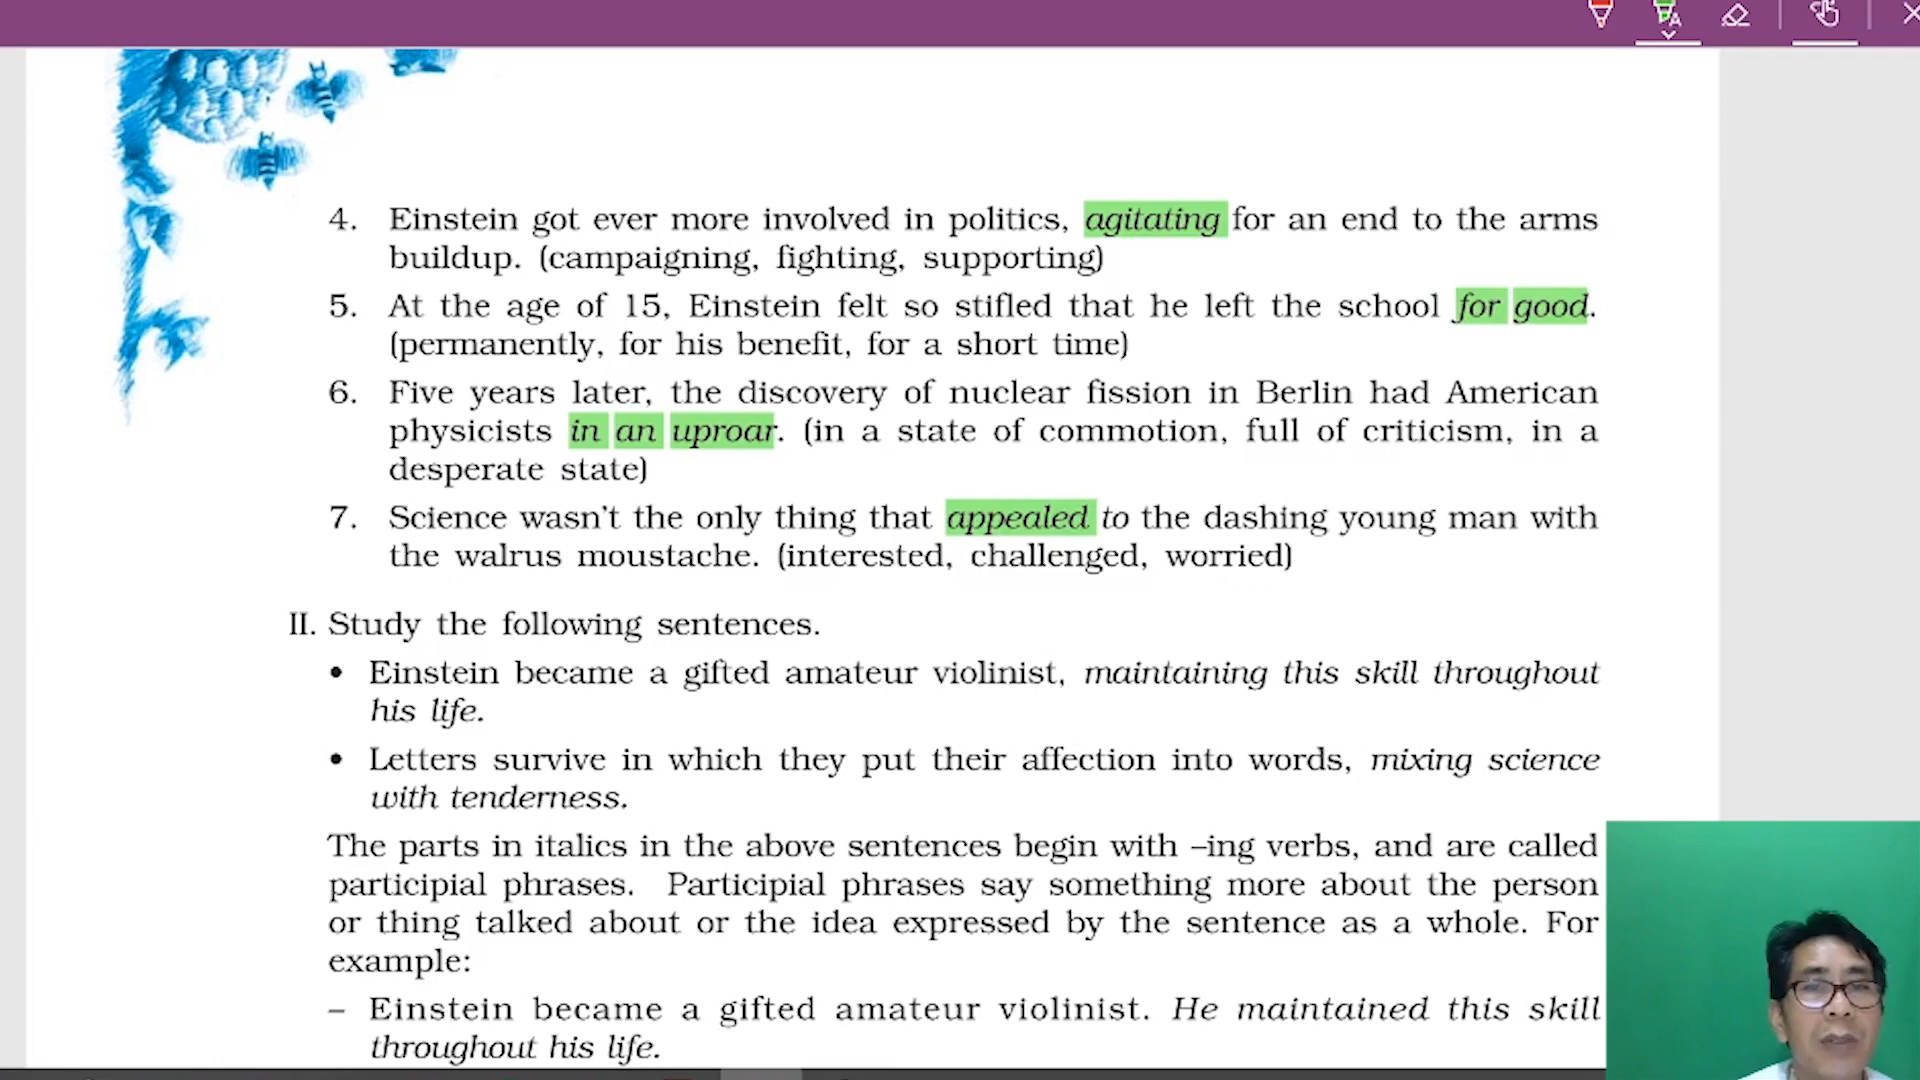 4. Einstein got ever more involved in politics, agitating for an end to the arms
buildup. (campaigning, fighting, supporting)
5. At the age of 15, Einstein felt so stifled that he left the school for good.
(permanently, for his benefit, for a short time)
6. Five years later, the discovery of nuclear fission in Berlin had American
physicists in an uproar. (in a state of commotion, full of criticism, in a
desperate state)
7. Science wasn't the only thing that appealed to the dashing young man with
the walrus moustache. (interested, challenged, worried)
II. Study the following sentences.
• Einstein became a gifted amateur violinist, maintaining this skill throughout
his life.
• Letters survive in which they put their affection into words, mixing science
with tenderness.
The parts in italics in the above sentences begin with –ing verbs, and are called
participial phrases. Participial phrases say something more about the person
or thing talked about or the idea expressed by the sentence as a whole. For
example:
– Einstein became a gifted amateur violinist. He maintained this skill
throughout his life.